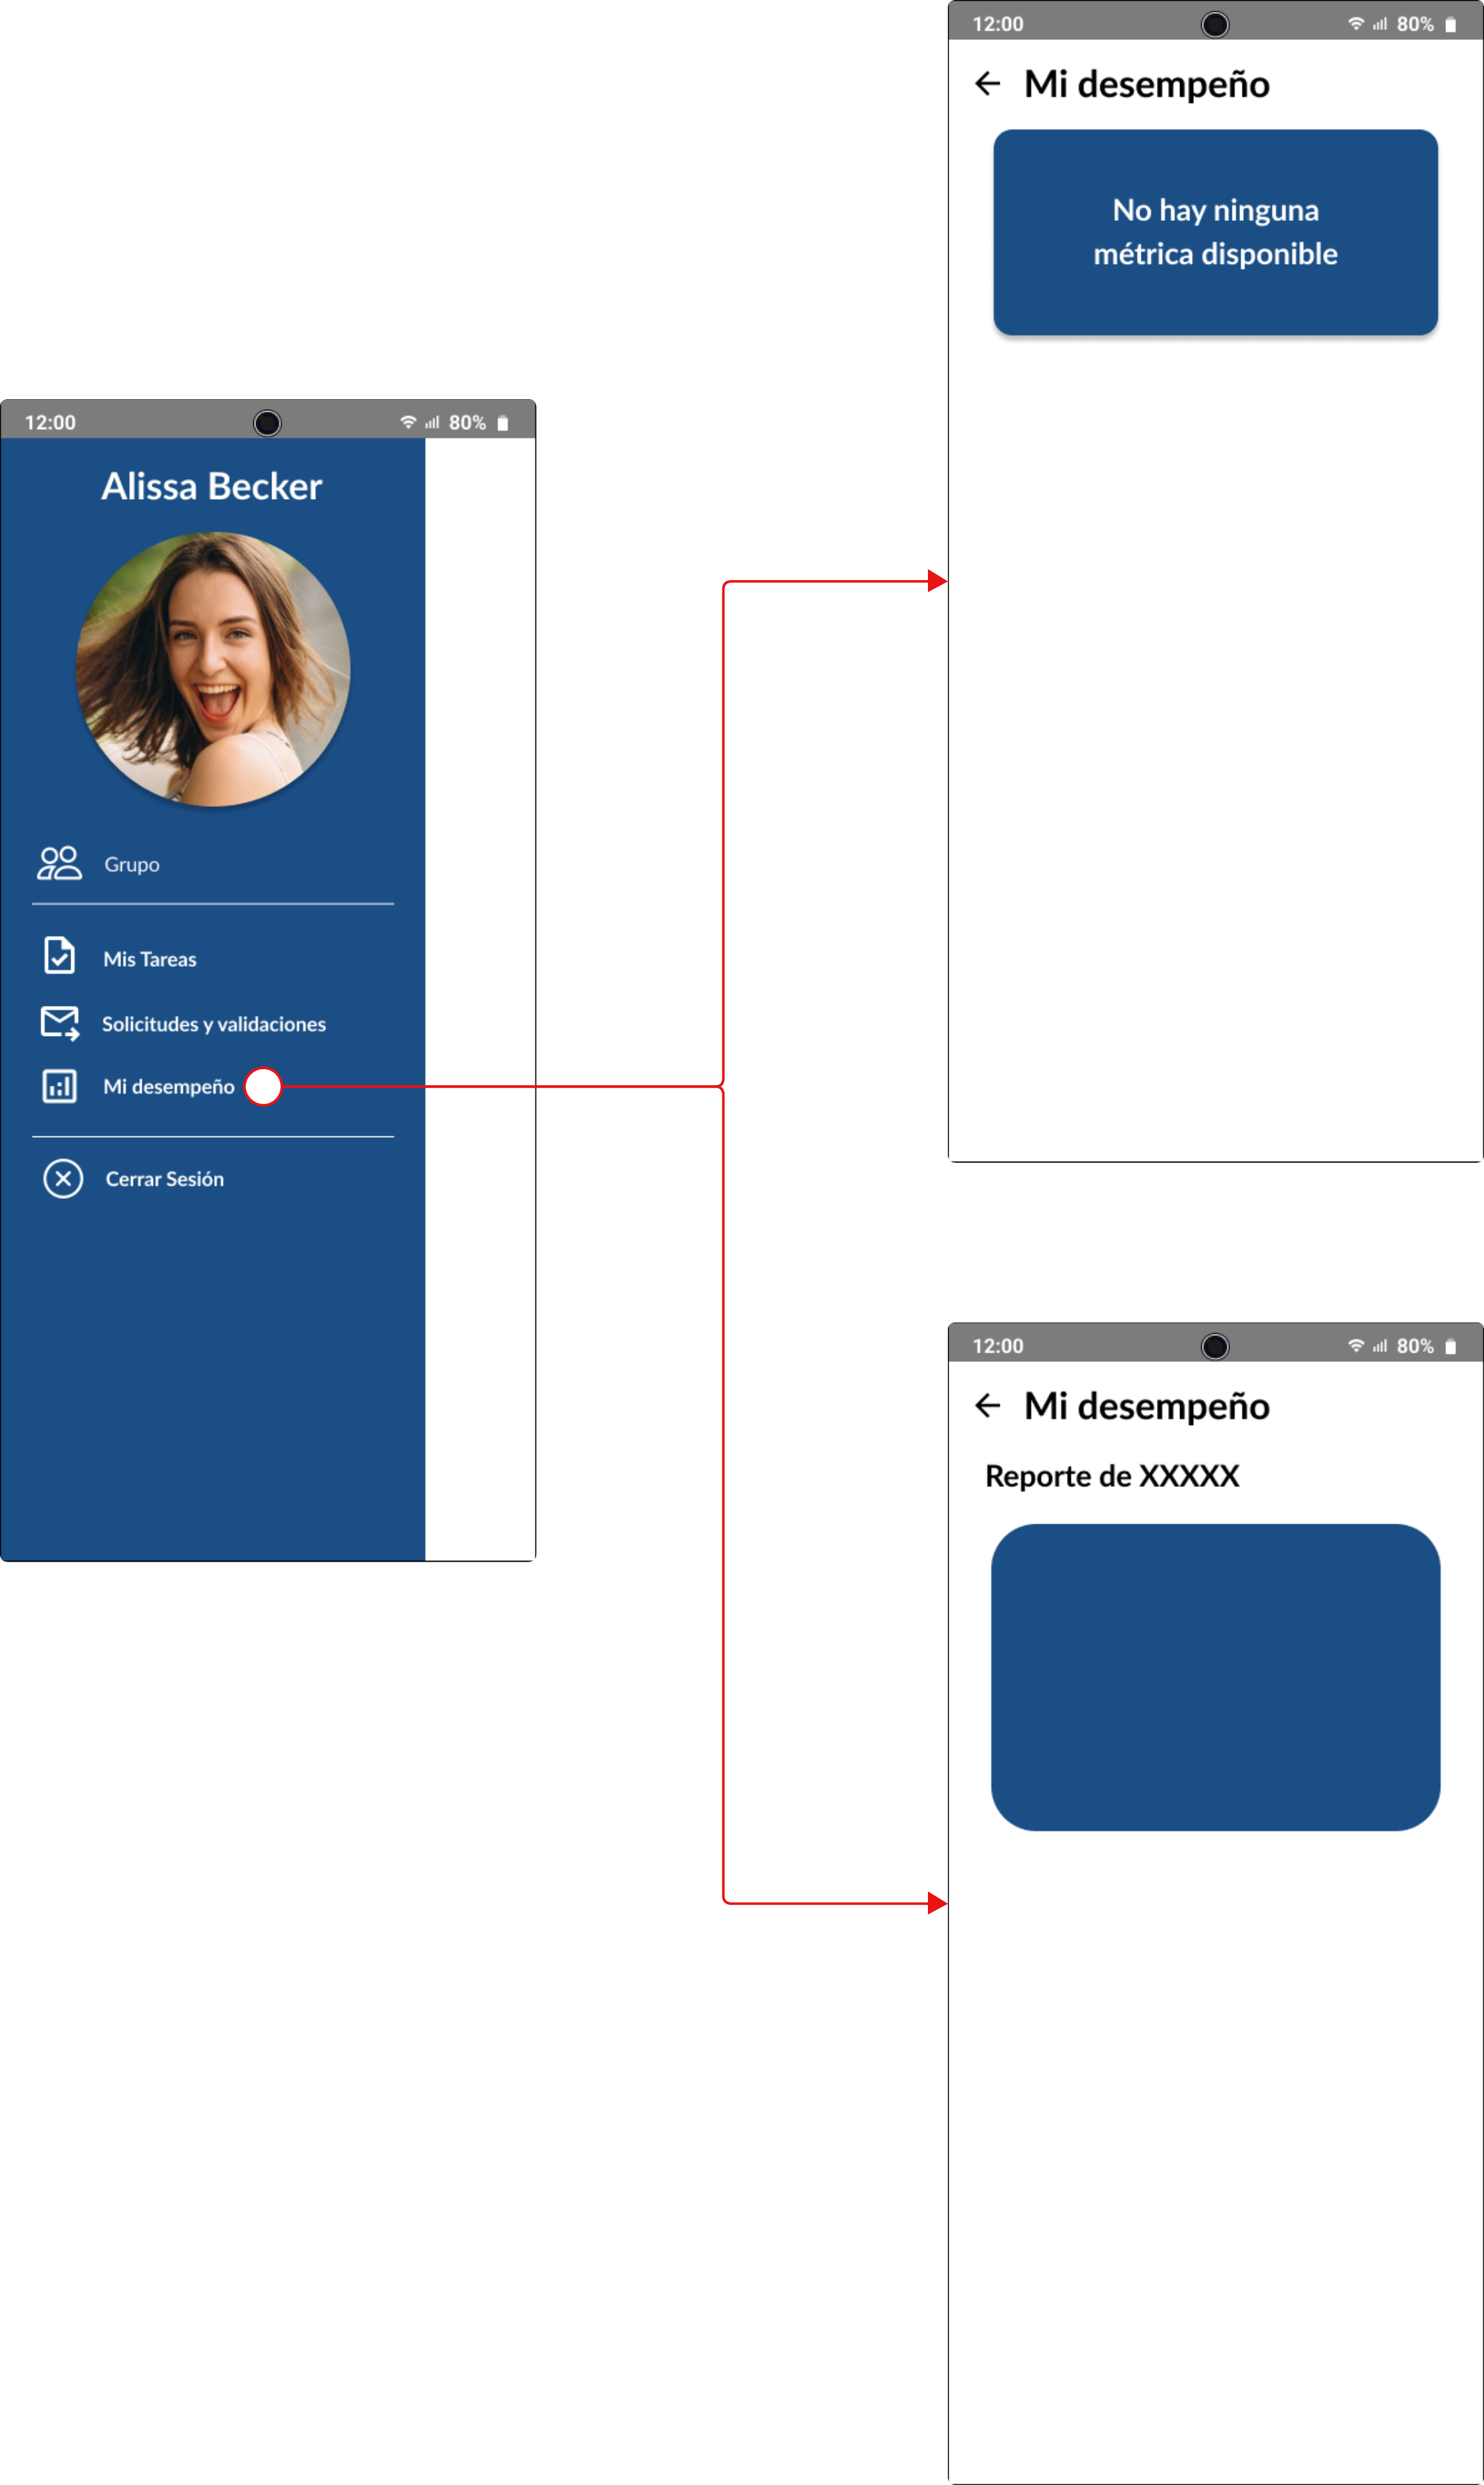 12:00
80%
Mi desempeño
No hay ninguna
métrica disponible
12:00
80%
Alissa Becker
Grupo
Mis Tareas
Solicitudes y validaciones
Mi desempeño
Cerrar Sesión
12:00
80%
Mi desempeño
Reporte de XXXXX